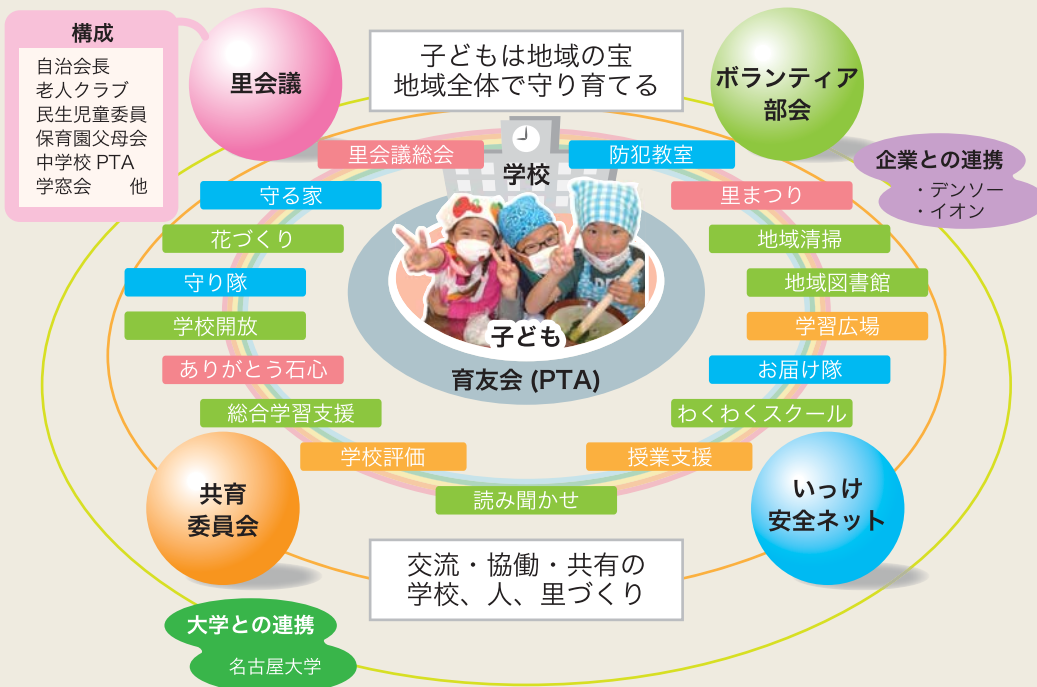 構成
自治会長
老人クラブ
民生児童委員
保育園父母会
中学校 PTA
学窓会　他
里会議
子どもは地域の宝
地域全体で守り育てる
ボランティア
部会
企業との連携
・デンソー
・イオン
学校
里会議総会
防犯教室
守る家
里まつり
花づくり
地域清掃
守り隊
地域図書館
学校開放
学習広場
ありがとう石心
お届け隊
総合学習支援
わくわくスクール
学校評価
授業支援
読み聞かせ
子ども
育友会 (PTA)
共育
委員会
いっけ
安全ネット
交流・協働・共有の
学校、人、里づくり
大学との連携
名古屋大学